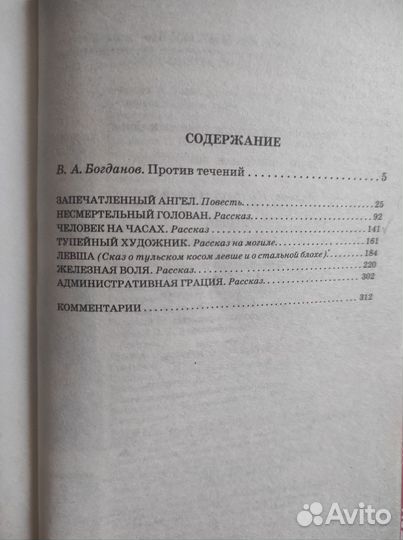 СОДЕРЖАНИЕ
В. А. Богданов. Против течений . . . . . . . . . . . . . . . . . . . . . 5
ЗАПЕЧАТЛЕННЫЙ АНГЕЛ. Повесть . . . . . . . . . . . . . . . . . . . . . 25
НЕСМЕРТЕЛЬНЫЙ ГОЛОВАН. Рассказ . . . . . . . . . . . . . . . . . . . . . 92
ЧЕЛОВЕК НА ЧАСАХ. Рассказ . . . . . . . . . . . . . . . . . . . . . 141
ТУПЕЙНЫЙ ХУДОЖНИК. Рассказ на могиле . . . . . . . . . . . . . . . . . 161
ЛЕВША (Сказ о тульском косом левше и о стальной блохе) . . . . . . 184
ЖЕЛЕЗНАЯ ВОЛЯ. Рассказ . . . . . . . . . . . . . . . . . . . . . 220
АДМИНИСТРАТИВНАЯ ГРАЦИЯ. Рассказ . . . . . . . . . . . . . . . . . 302
КОММЕНТАРИИ . . . . . . . . . . . . . . . . . . . . . 312
Avito